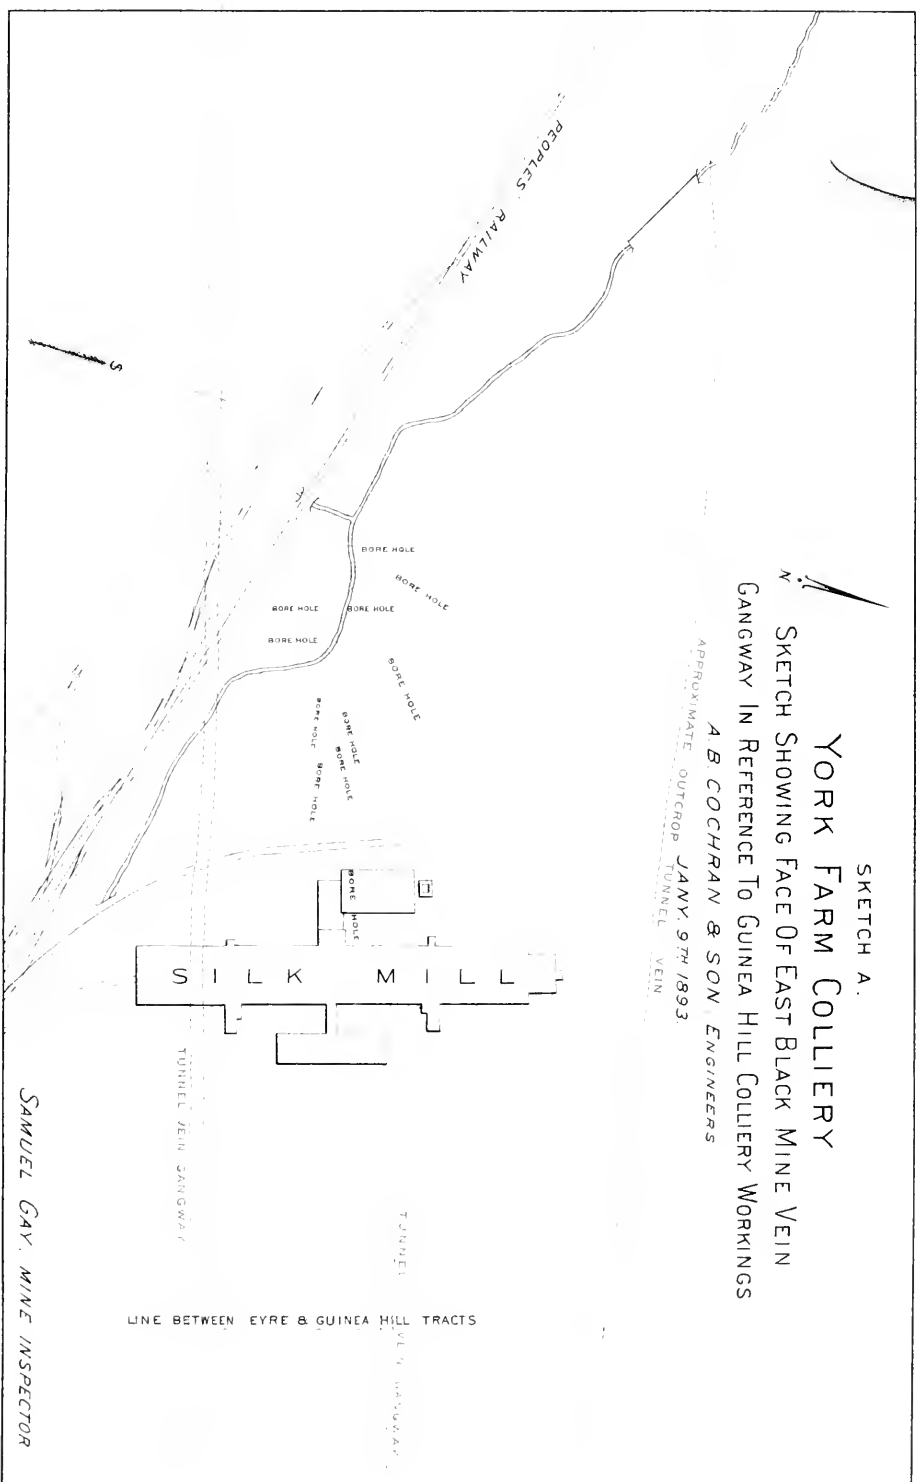 SKETCH A.
YORK FARM COLLIERY
SKETCH SHOWING FACE OF EAST BLACK MINE VEIN
GANGWAY IN REFERENCE TO GUINEA HILL COLLIERY WORKINGS
A. B. COCHRAN & SON, ENGINEERS
JANY. 9TH 1893.
APPROXIMATE OUTCROP TUNNEL VEIN
N
S
PEOPLES' RAILWAY
BORE HOLE
BORE HOLE
BORE HOLE
BORE HOLE
BORE HOLE
BORE HOLE
BORE HOLE
BORE HOLE
BORE HOLE
BORE HOLE
BORE HOLE
SILK MILL
TUNNEL VEIN GANGWAY
TUNNEL VEIN GANGWAY
LINE BETWEEN EYRE & GUINEA HILL TRACTS
SAMUEL GAY. MINE INSPECTOR